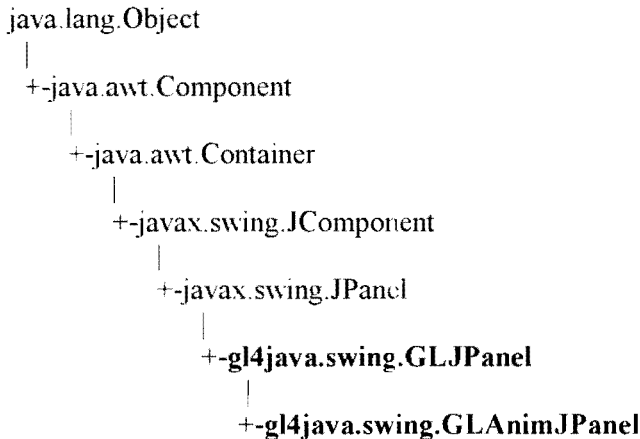 java.lang.Object
|
+-java.awt.Component
|
+-java.awt.Container
|
+-javax.swing.JComponent
|
+-javax.swing.JPanel
|
+-gl4java.swing.GLJPanel
|
+-gl4java.swing.GLAnimJPanel